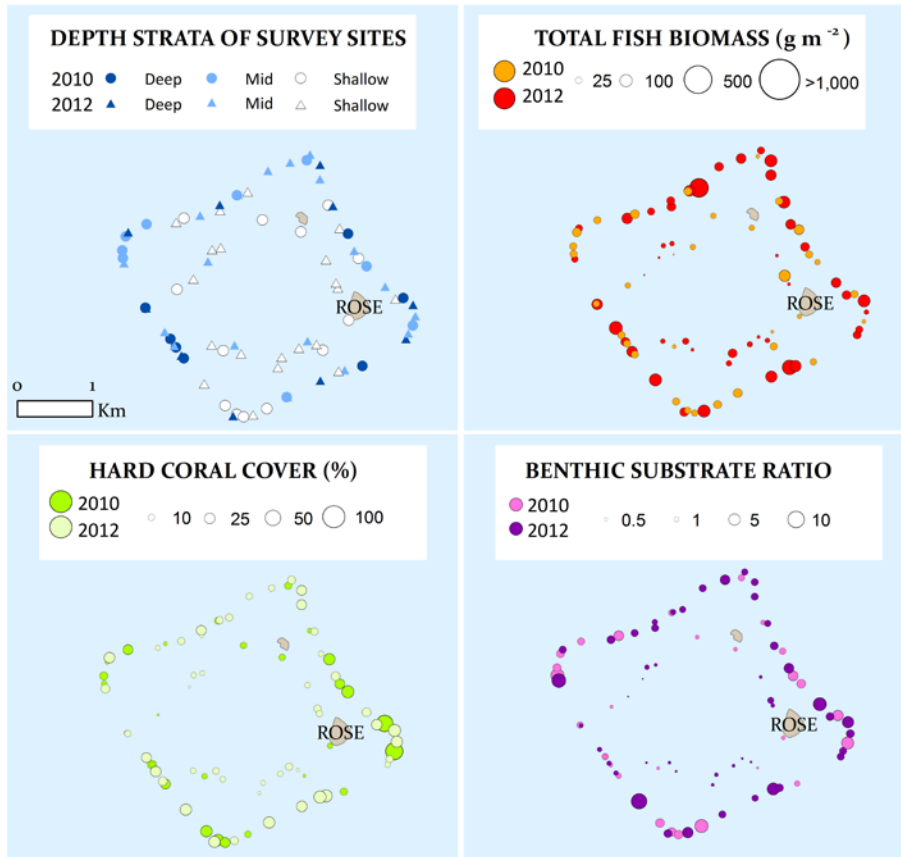 DEPTH STRATA OF SURVEY SITES
2010 Deep Mid Shallow
2012 Deep Mid Shallow
ROSE
0 1
Km
TOTAL FISH BIOMASS (g m ⁻²)
2010
2012
25 100 500 >1,000
ROSE
HARD CORAL COVER (%)
2010
2012
10 25 50 100
ROSE
BENTHIC SUBSTRATE RATIO
2010
2012
0.5 1 5 10
ROSE